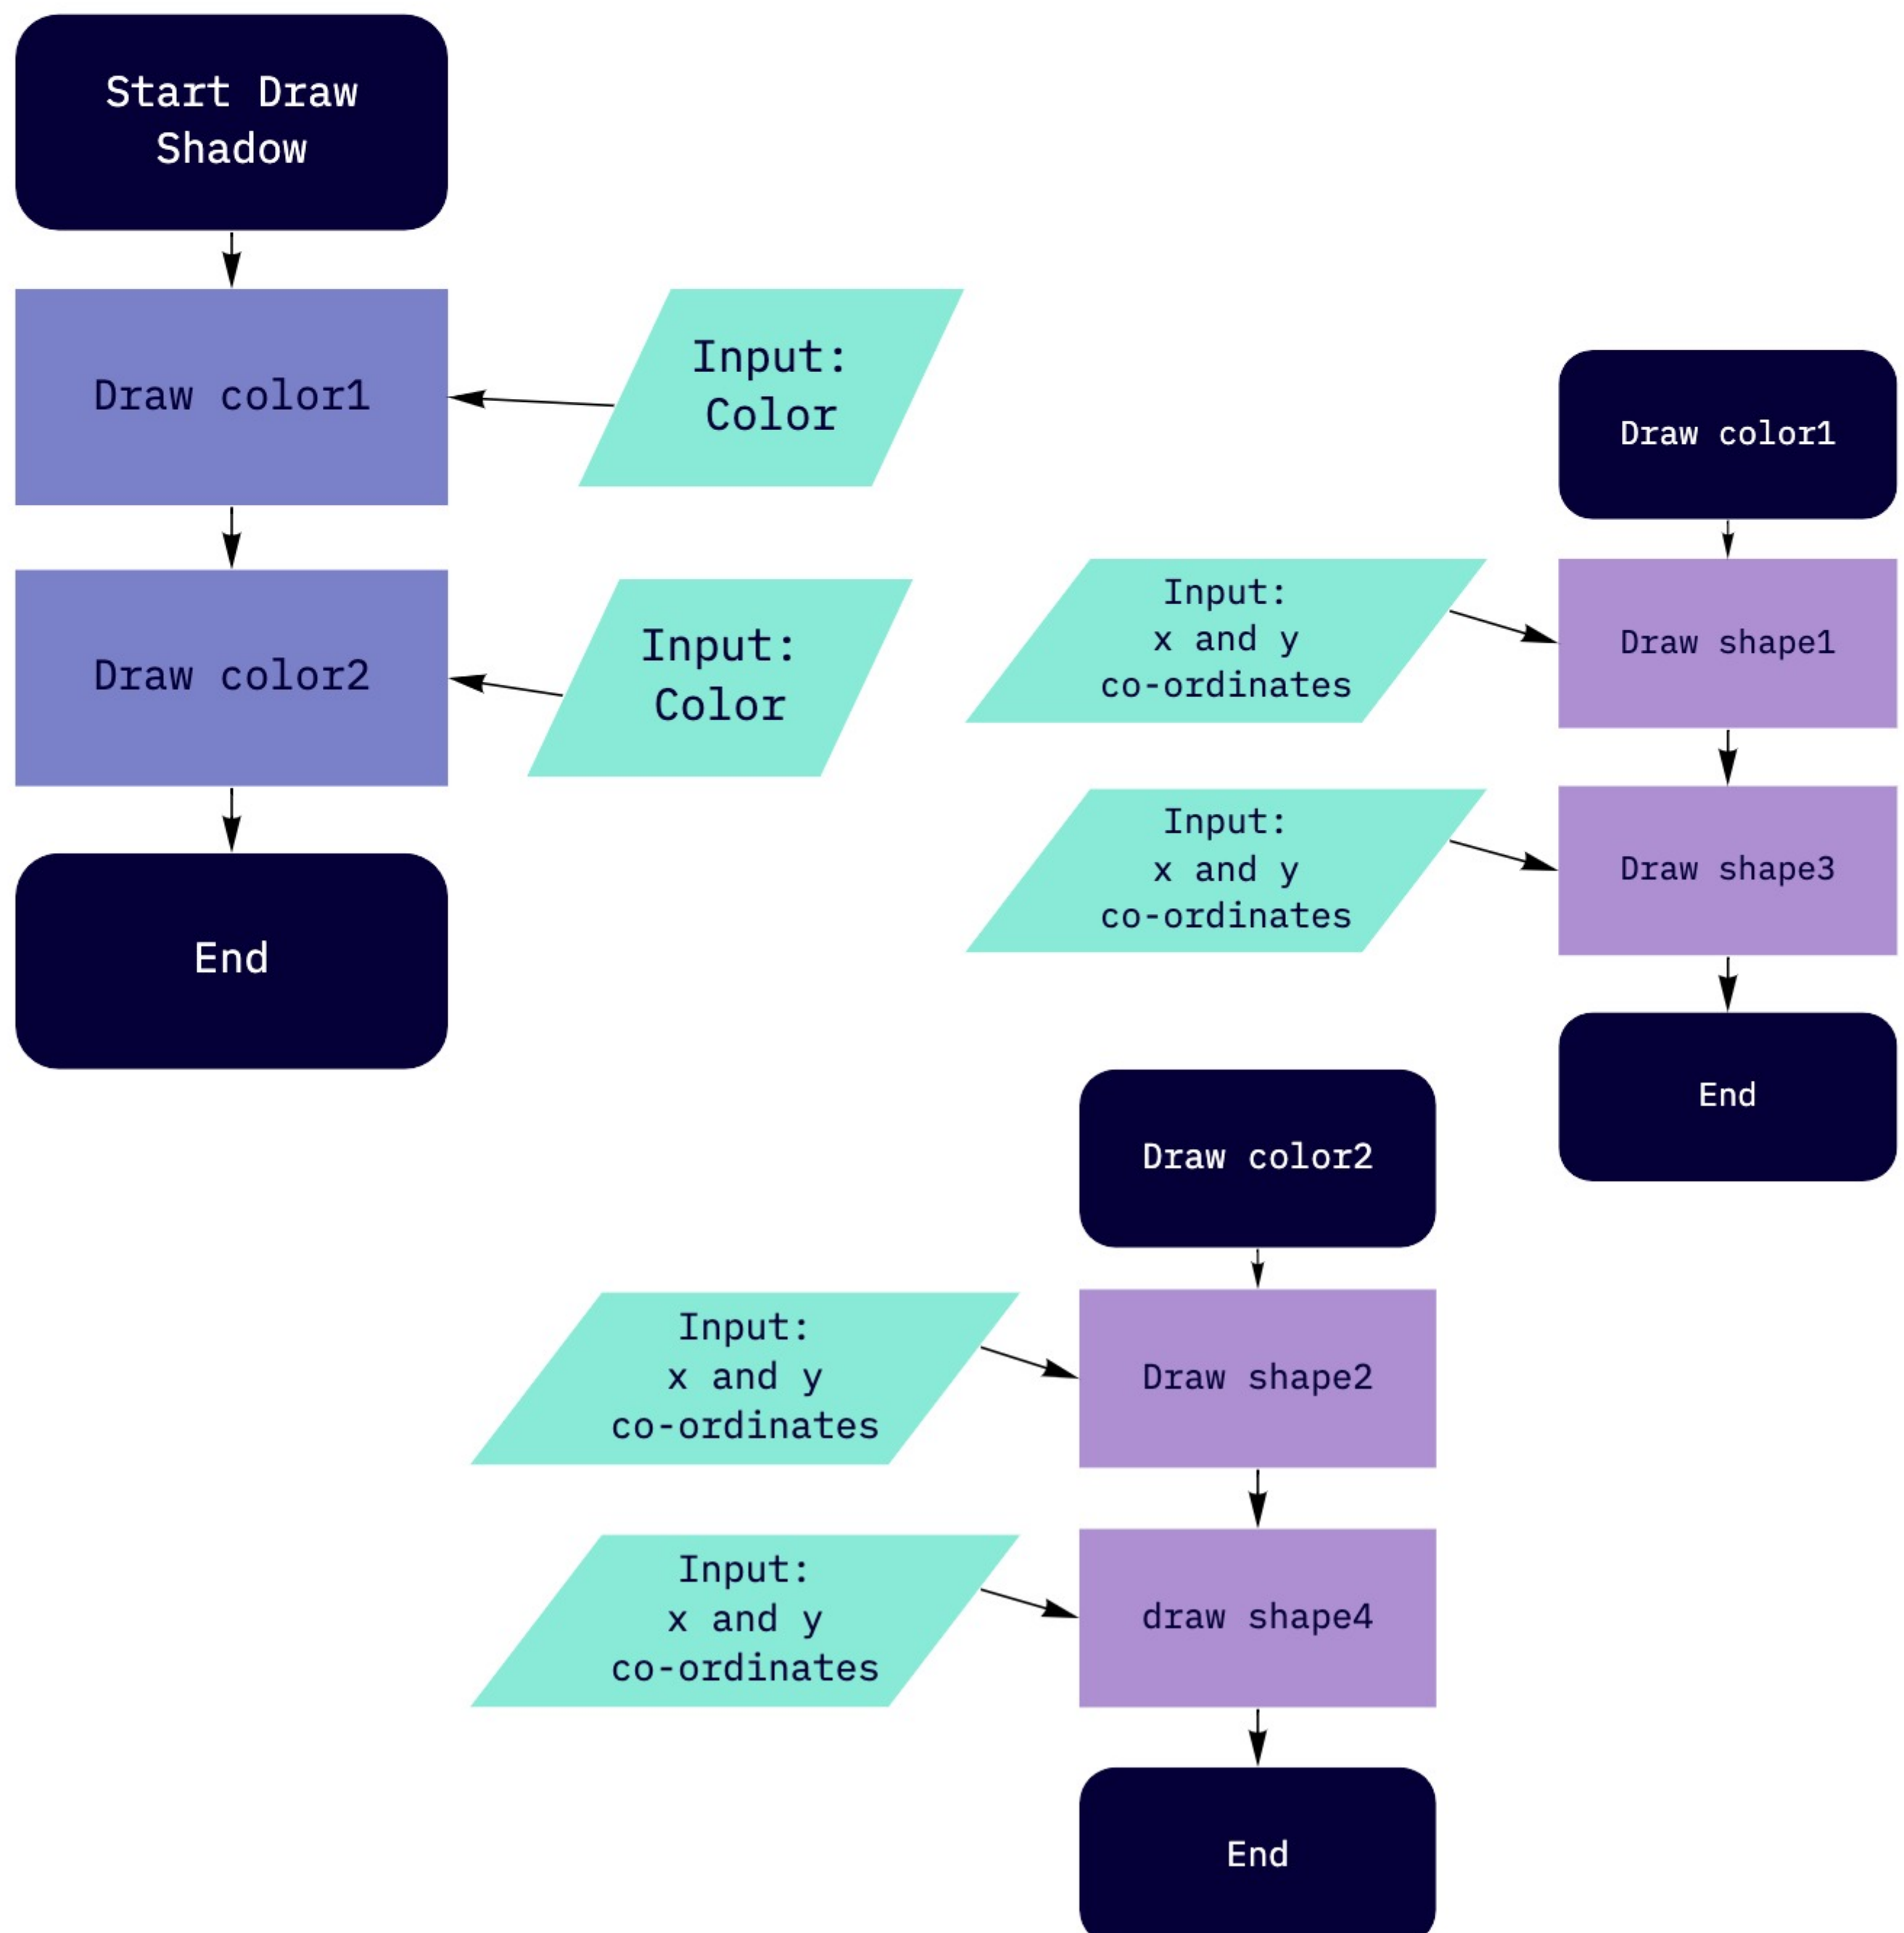 Start Draw
Shadow
Draw color1
Input:
Color
Draw color2
Input:
Color
End
Draw color1
Input:
x and y
co-ordinates
Draw shape1
Input:
x and y
co-ordinates
Draw shape3
End
Draw color2
Input:
x and y
co-ordinates
Draw shape2
Input:
x and y
co-ordinates
draw shape4
End